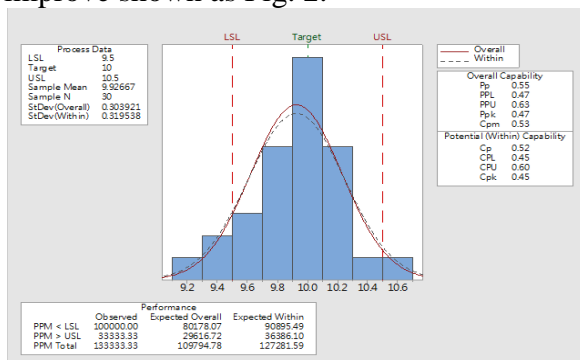 improve shown as Fig. 2.
LSL Target USL
Process Data
LSL 9.5
Target 10
USL 10.5
Sample Mean 9.92667
Sample N 30
StDev(Overall) 0.303921
StDev(Within) 0.319538
Overall
Within
Overall Capability
Pp 0.55
PPL 0.47
PPU 0.63
Ppk 0.47
Cpm 0.53
Potential (Within) Capability
Cp 0.52
CPL 0.45
CPU 0.60
Cpk 0.45
9.2 9.4 9.6 9.8 10.0 10.2 10.4 10.6
Performance
Observed Expected Overall Expected Within
PPM < LSL 100000.00 80178.07 90895.49
PPM > USL 33333.33 29616.72 36386.10
PPM Total 133333.33 109794.78 127281.59